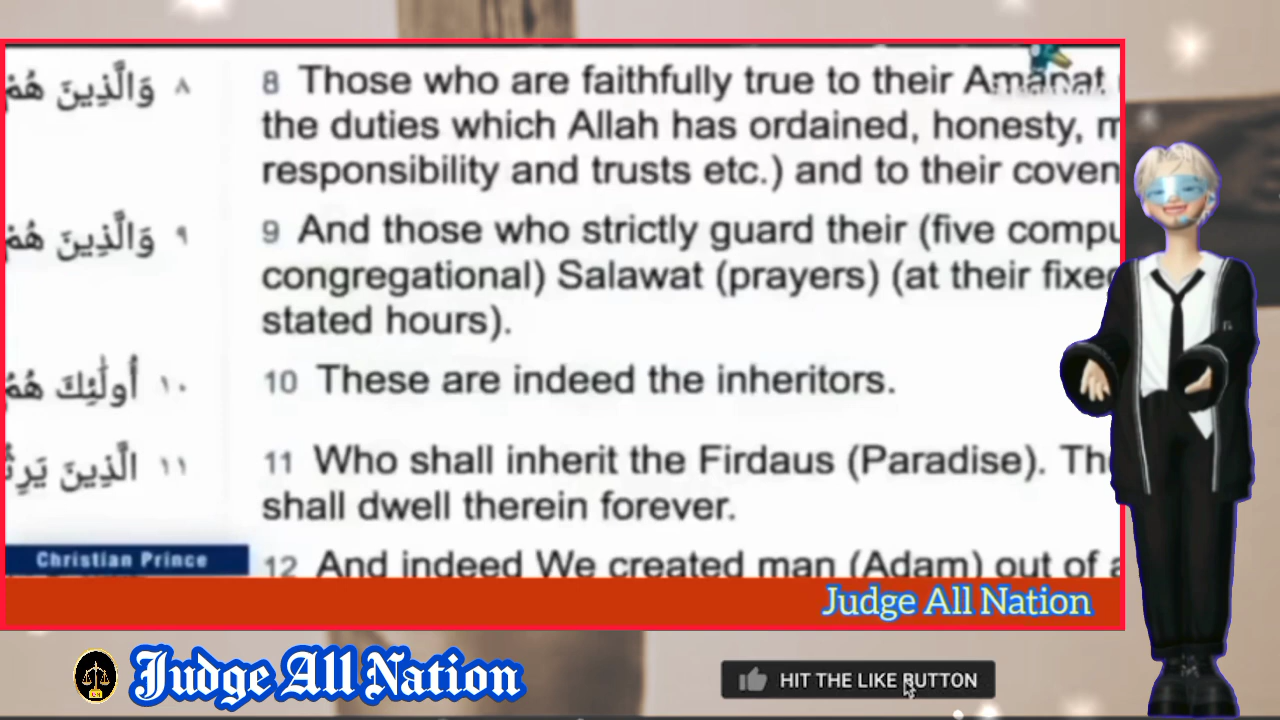 وَالَّذِينَ هُمْ ٨
8 Those who are faithfully true to their Amanat
the duties which Allah has ordained, honesty, m
responsibility and trusts etc.) and to their coven
وَالَّذِينَ هُمْ ٩
9 And those who strictly guard their (five compu
congregational) Salawat (prayers) (at their fixed
stated hours).
أُولَٰئِكَ هُمُ ١٠
10 These are indeed the inheritors.
الَّذِينَ ١١
11 Who shall inherit the Firdaus (Paradise). Th
shall dwell therein forever.
12 And indeed We created man (Adam) out of a
Christian Prince
Judge All Nation
Judge All Nation
HIT THE LIKE BUTTON